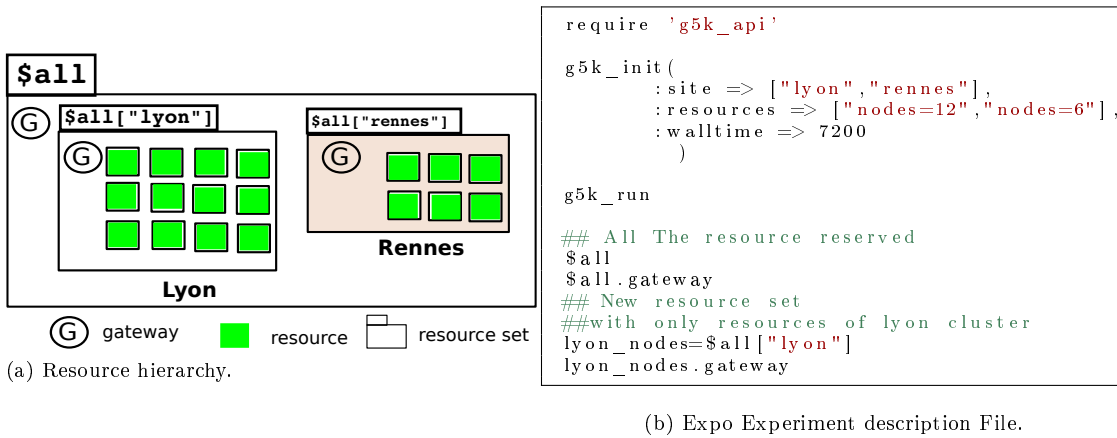 $all
G
$all["lyon"]
G
Lyon
$all["rennes"]
G
Rennes
G gateway
resource
resource set
(a) Resource hierarchy.
require 'g5k_api'
g5k_init(
:site => ["lyon","rennes"],
:resources => ["nodes=12","nodes=6"],
:walltime => 7200
)
g5k_run
## All The resource reserved
$all
$all.gateway
## New resource set
##with only resources of lyon cluster
lyon_nodes=$all["lyon"]
lyon_nodes.gateway
(b) Expo Experiment description File.